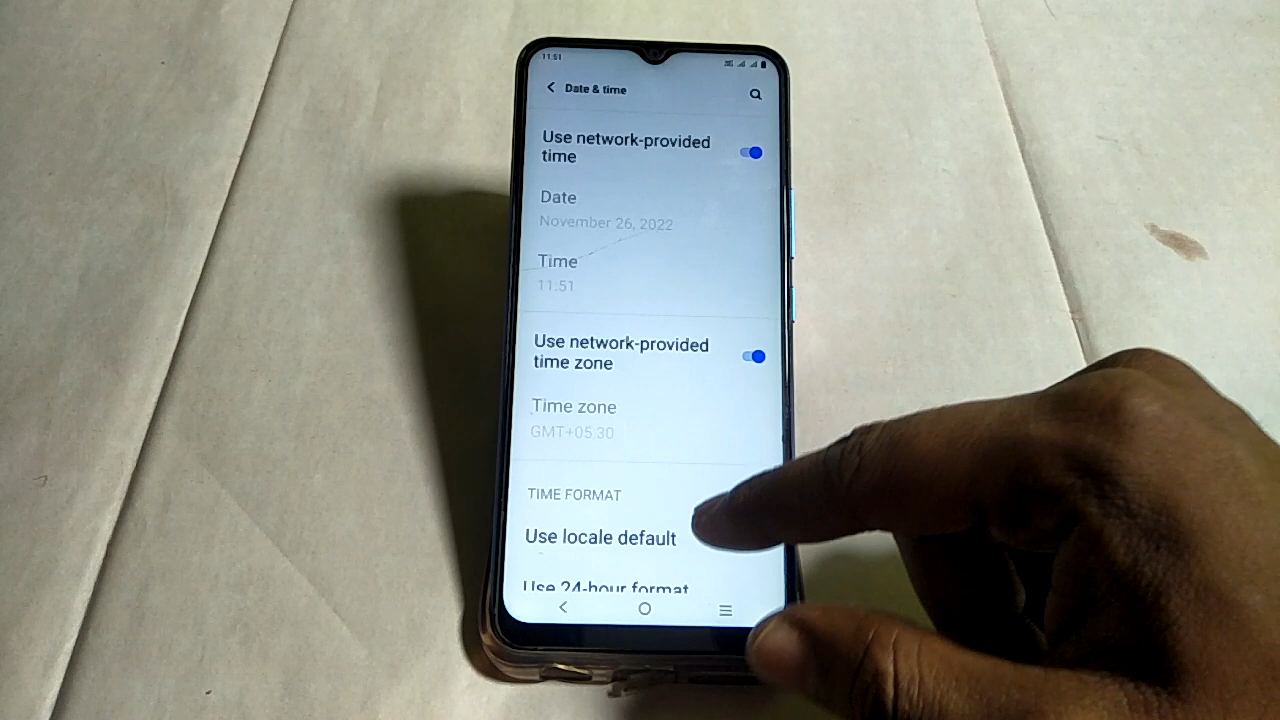 11:51
Date & time
Use network-provided
time
Date
November 26, 2022
Time
11:51
Use network-provided
time zone
Time zone
GMT+05:30
TIME FORMAT
Use locale default
Use 24-hour format